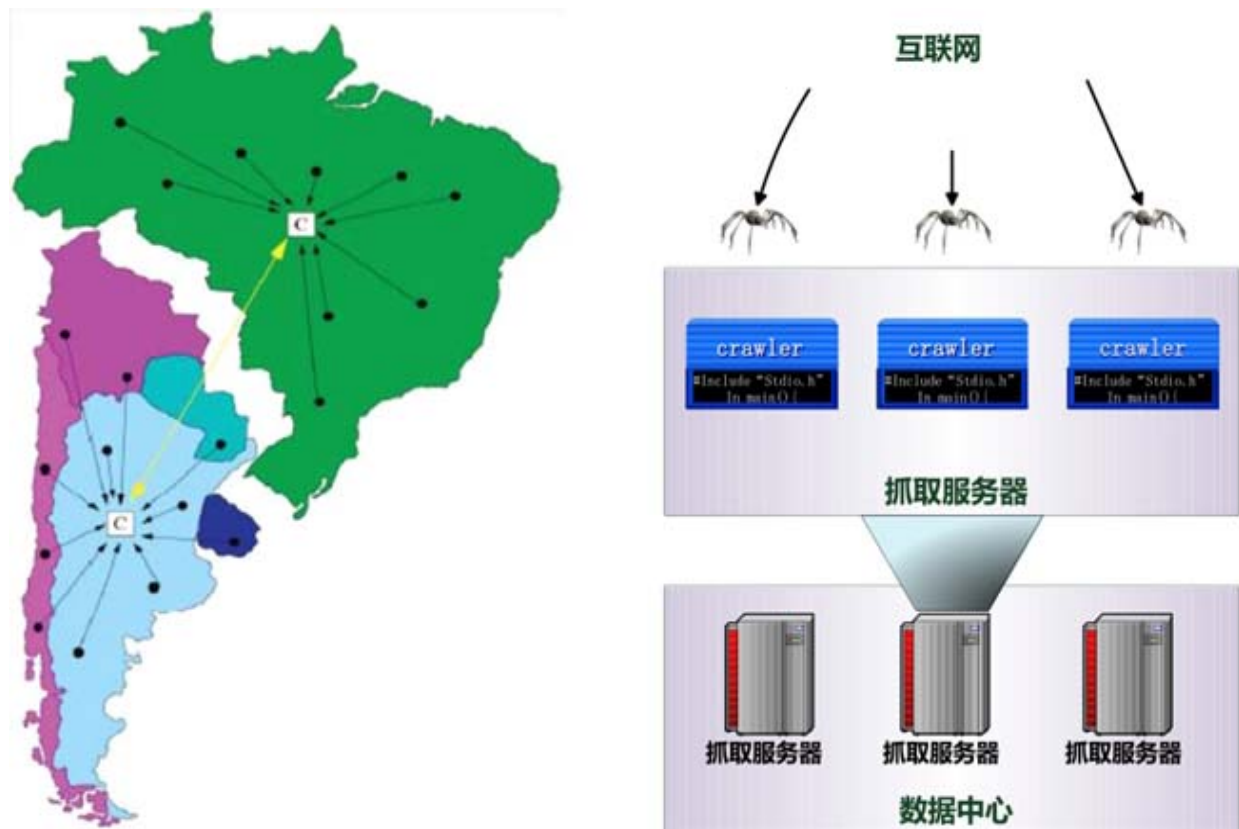 C
C
互联网
crawler
#Include "Stdio.h"
In main(){
crawler
#Include "Stdio.h"
In main(){
crawler
#Include "Stdio.h"
In main(){
抓取服务器
抓取服务器
抓取服务器
抓取服务器
数据中心